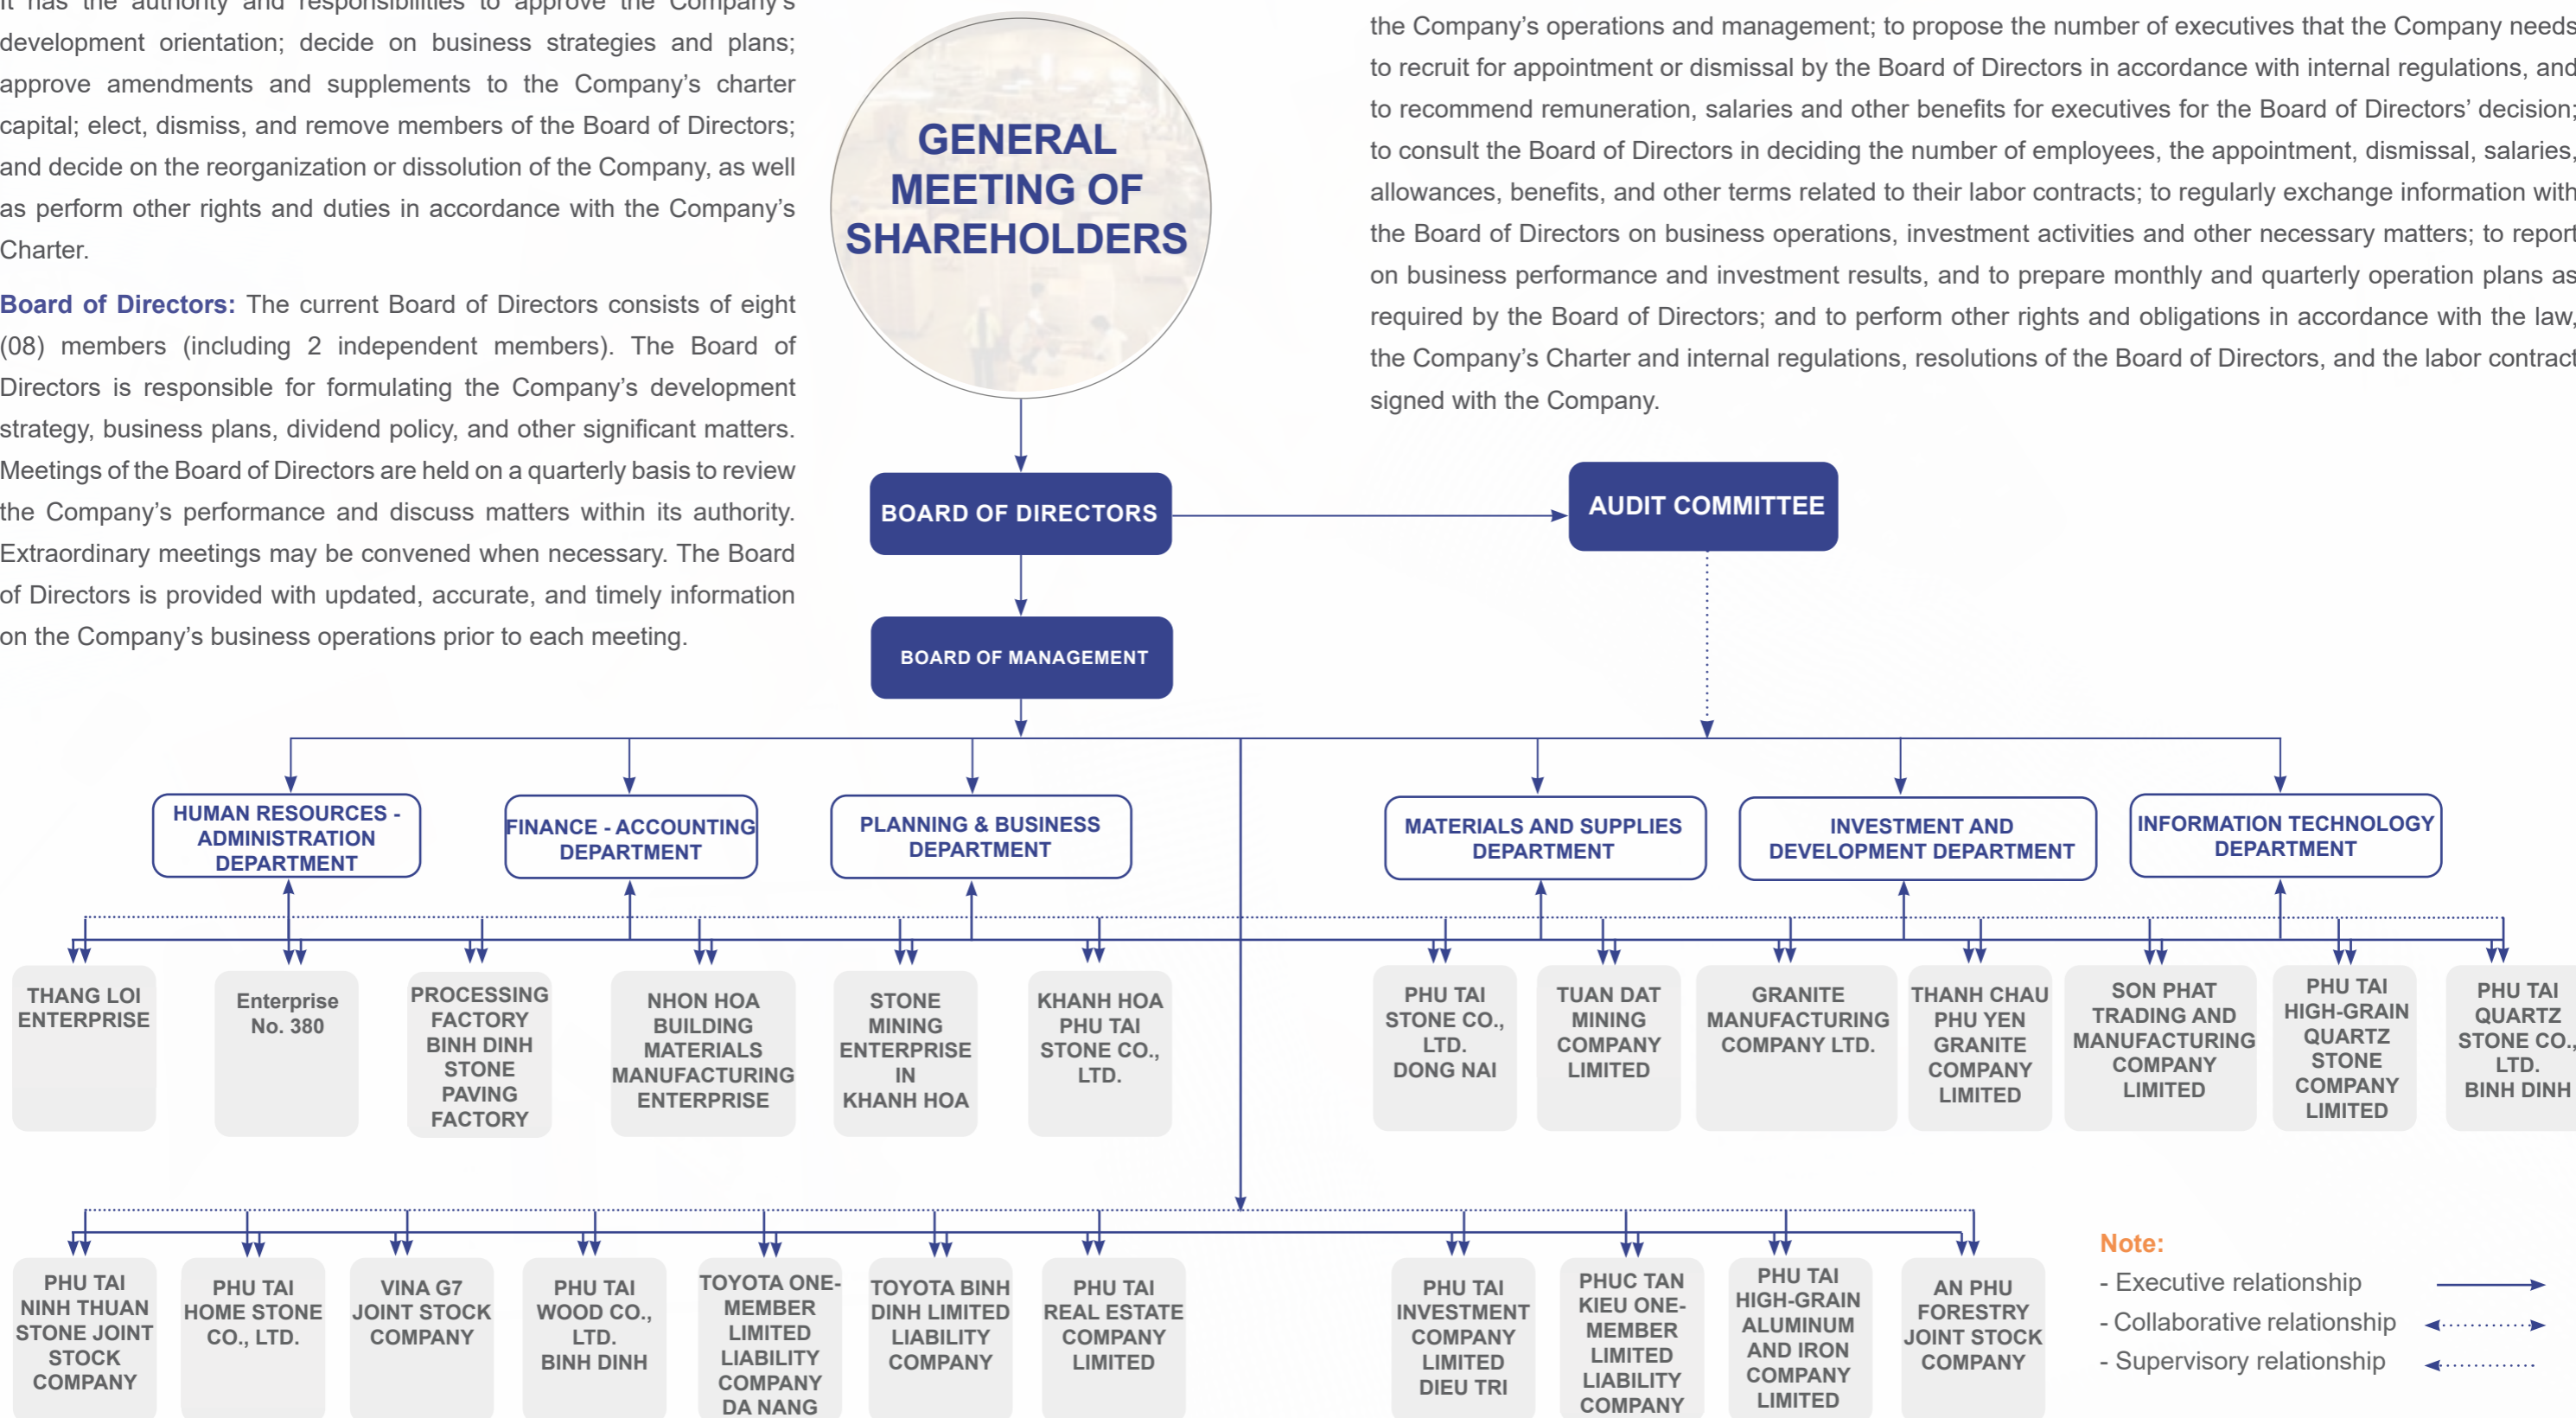 It has the authority and responsibilities to approve the Company's
development orientation; decide on business strategies and plans;
approve amendments and supplements to the Company's charter
capital; elect, dismiss, and remove members of the Board of Directors;
and decide on the reorganization or dissolution of the Company, as well
as perform other rights and duties in accordance with the Company's
Charter.
Board of Directors: The current Board of Directors consists of eight
(08) members (including 2 independent members). The Board of
Directors is responsible for formulating the Company's development
strategy, business plans, dividend policy, and other significant matters.
Meetings of the Board of Directors are held on a quarterly basis to review
the Company's performance and discuss matters within its authority.
Extraordinary meetings may be convened when necessary. The Board
of Directors is provided with updated, accurate, and timely information
on the Company's business operations prior to each meeting.
GENERAL
MEETING OF
SHAREHOLDERS
the Company's operations and management; to propose the number of executives that the Company needs
to recruit for appointment or dismissal by the Board of Directors in accordance with internal regulations, and
to recommend remuneration, salaries and other benefits for executives for the Board of Directors' decision;
to consult the Board of Directors in deciding the number of employees, the appointment, dismissal, salaries,
allowances, benefits, and other terms related to their labor contracts; to regularly exchange information with
the Board of Directors on business operations, investment activities and other necessary matters; to report
on business performance and investment results, and to prepare monthly and quarterly operation plans as
required by the Board of Directors; and to perform other rights and obligations in accordance with the law,
the Company's Charter and internal regulations, resolutions of the Board of Directors, and the labor contract
signed with the Company.
BOARD OF DIRECTORS
AUDIT COMMITTEE
BOARD OF MANAGEMENT
HUMAN RESOURCES -
ADMINISTRATION
DEPARTMENT
FINANCE - ACCOUNTING
DEPARTMENT
PLANNING & BUSINESS
DEPARTMENT
MATERIALS AND SUPPLIES
DEPARTMENT
INVESTMENT AND
DEVELOPMENT DEPARTMENT
INFORMATION TECHNOLOGY
DEPARTMENT
THANG LOI
ENTERPRISE
Enterprise
No. 380
PROCESSING
FACTORY
BINH DINH
STONE
PAVING
FACTORY
NHON HOA
BUILDING
MATERIALS
MANUFACTURING
ENTERPRISE
STONE
MINING
ENTERPRISE
IN
KHANH HOA
KHANH HOA
PHU TAI
STONE CO.,
LTD.
PHU TAI
STONE CO.,
LTD.
DONG NAI
TUAN DAT
MINING
COMPANY
LIMITED
GRANITE
MANUFACTURING
COMPANY LTD.
THANH CHAU
PHU YEN
GRANITE
COMPANY
LIMITED
SON PHAT
TRADING AND
MANUFACTURING
COMPANY
LIMITED
PHU TAI
HIGH-GRAIN
QUARTZ
STONE
COMPANY
LIMITED
PHU TAI
QUARTZ
STONE CO.,
LTD.
BINH DINH
PHU TAI
NINH THUAN
STONE JOINT
STOCK
COMPANY
PHU TAI
HOME STONE
CO., LTD.
VINA G7
JOINT STOCK
COMPANY
PHU TAI
WOOD CO.,
LTD.
BINH DINH
TOYOTA ONE-
MEMBER
LIMITED
LIABILITY
COMPANY
DA NANG
TOYOTA BINH
DINH LIMITED
LIABILITY
COMPANY
PHU TAI
REAL ESTATE
COMPANY
LIMITED
PHU TAI
INVESTMENT
COMPANY
LIMITED
DIEU TRI
PHUC TAN
KIEU ONE-
MEMBER
LIMITED
LIABILITY
COMPANY
PHU TAI
HIGH-GRAIN
ALUMINUM
AND IRON
COMPANY
LIMITED
AN PHU
FORESTRY
JOINT STOCK
COMPANY
Note:
- Executive relationship
- Collaborative relationship
- Supervisory relationship